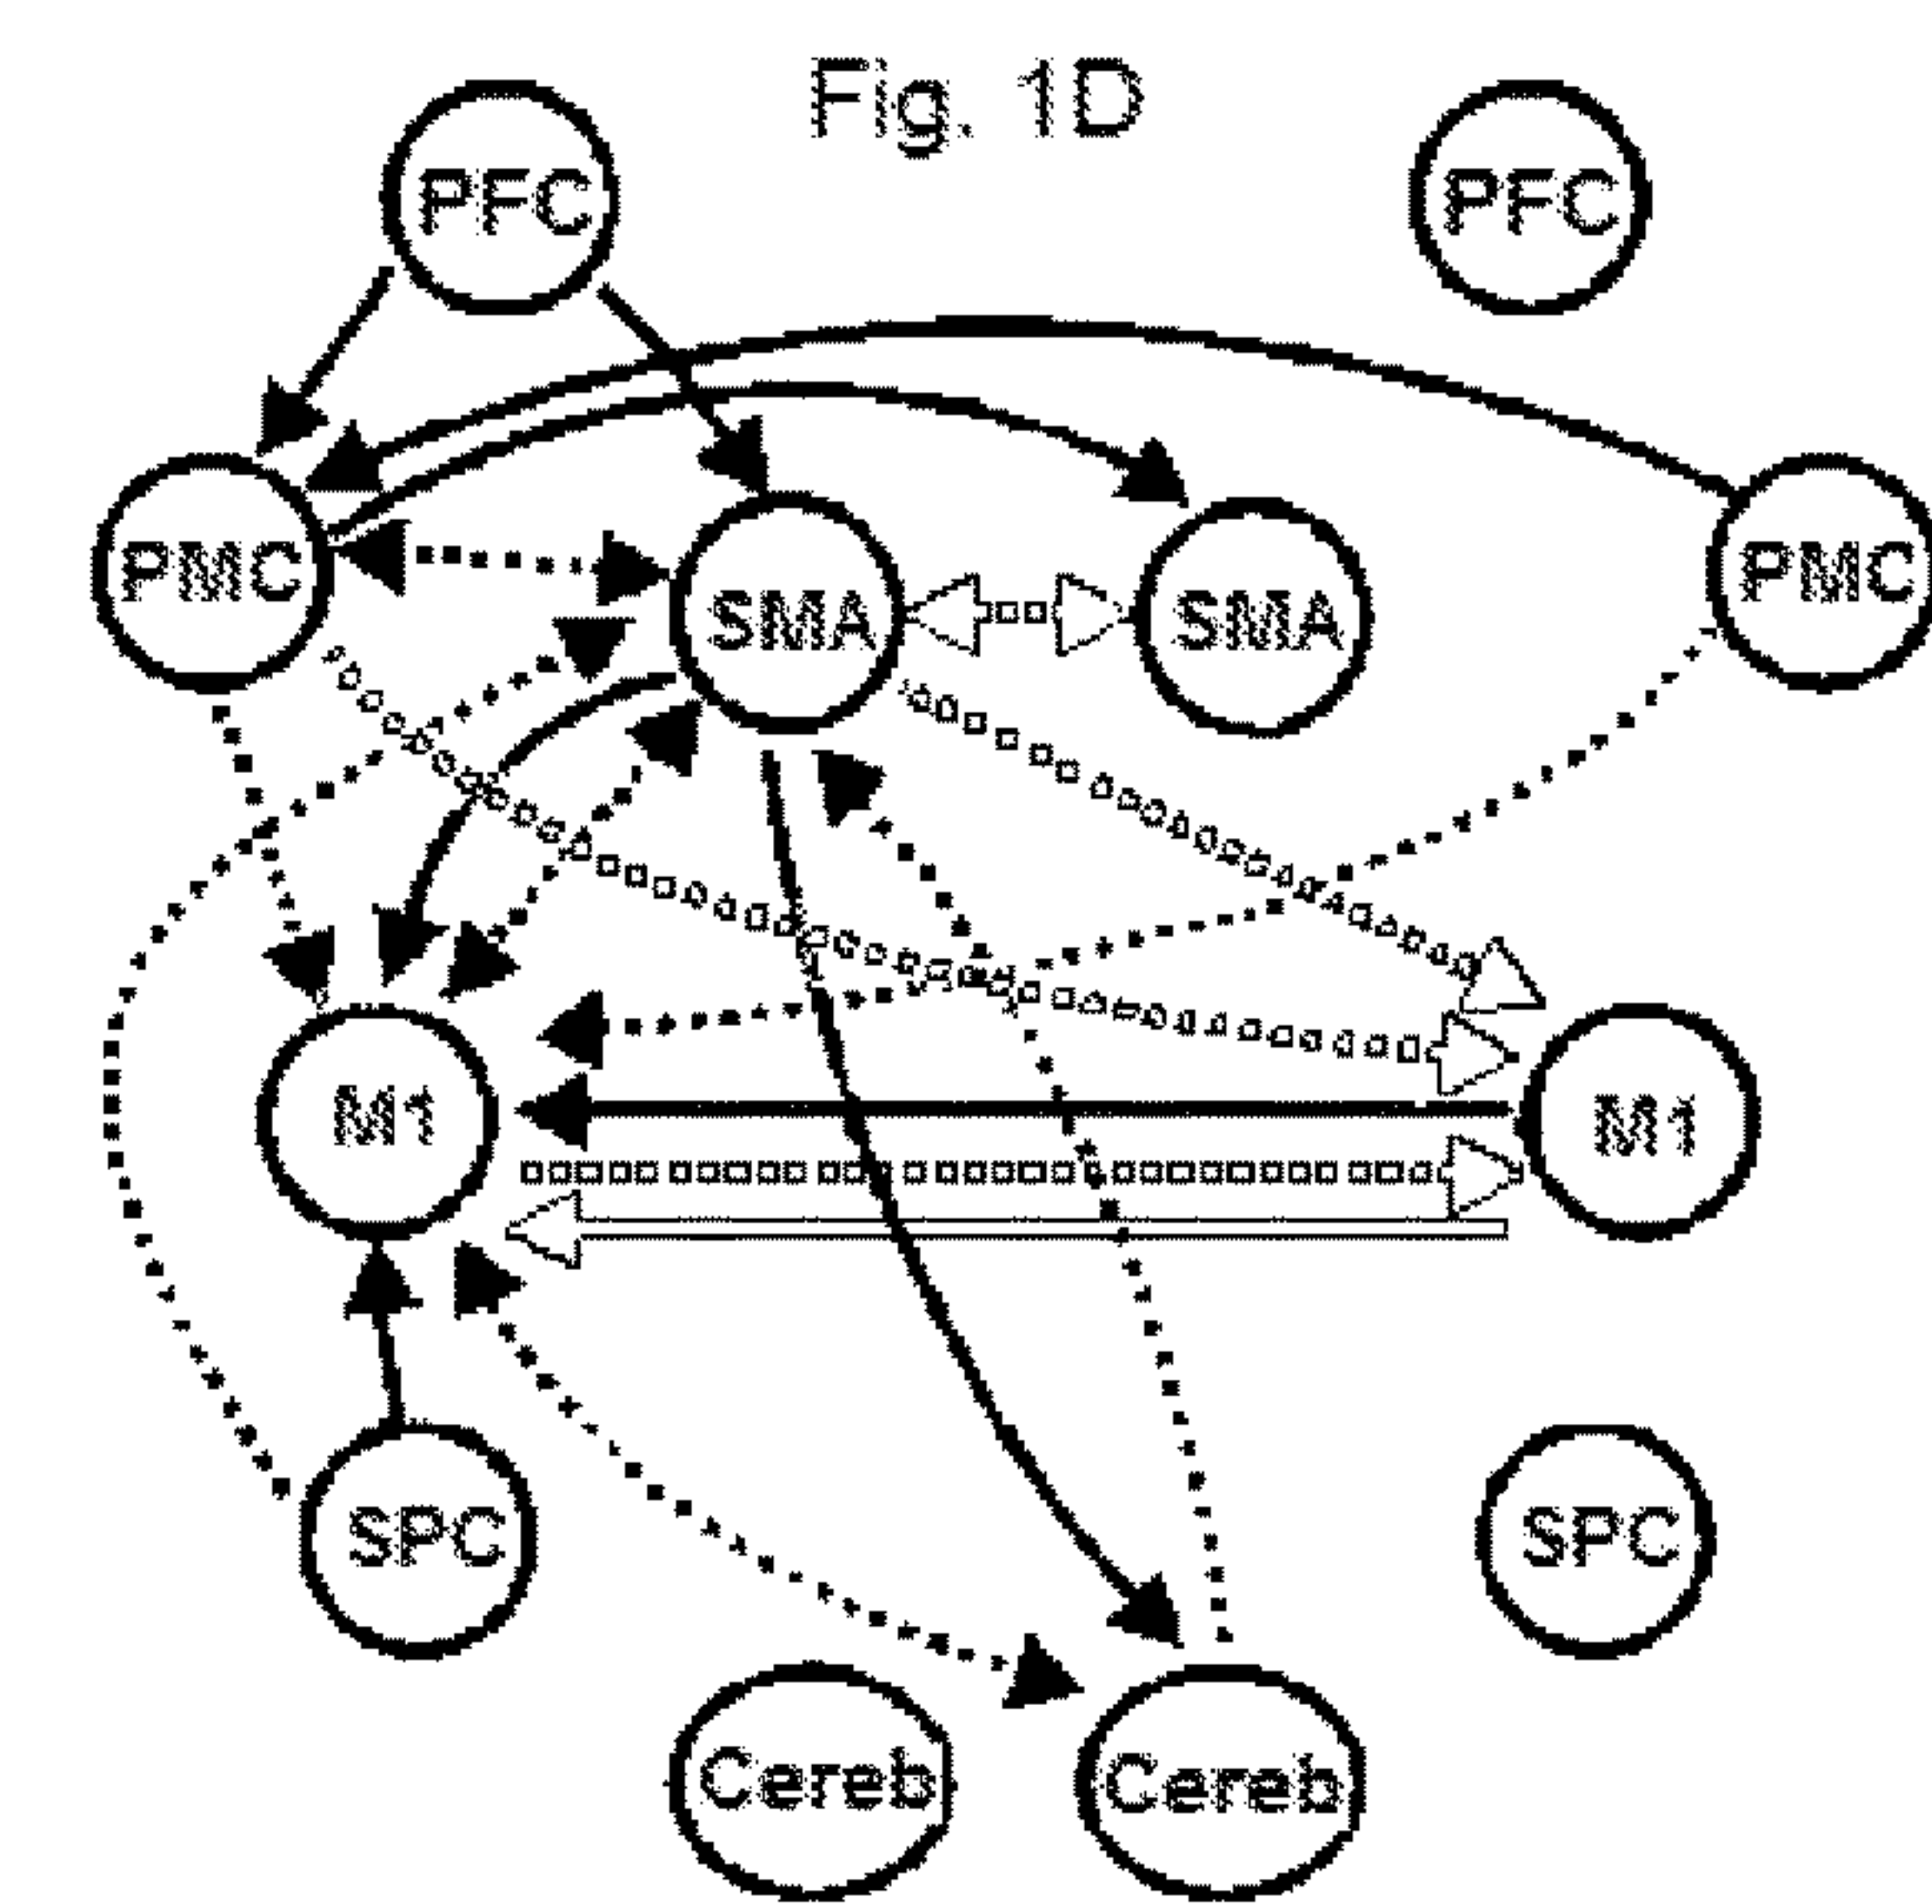 Fig. 1D
PFC
PFC
PMC
SMA
SMA
PMC
M1
M1
SPC
SPC
Cereb
Cereb